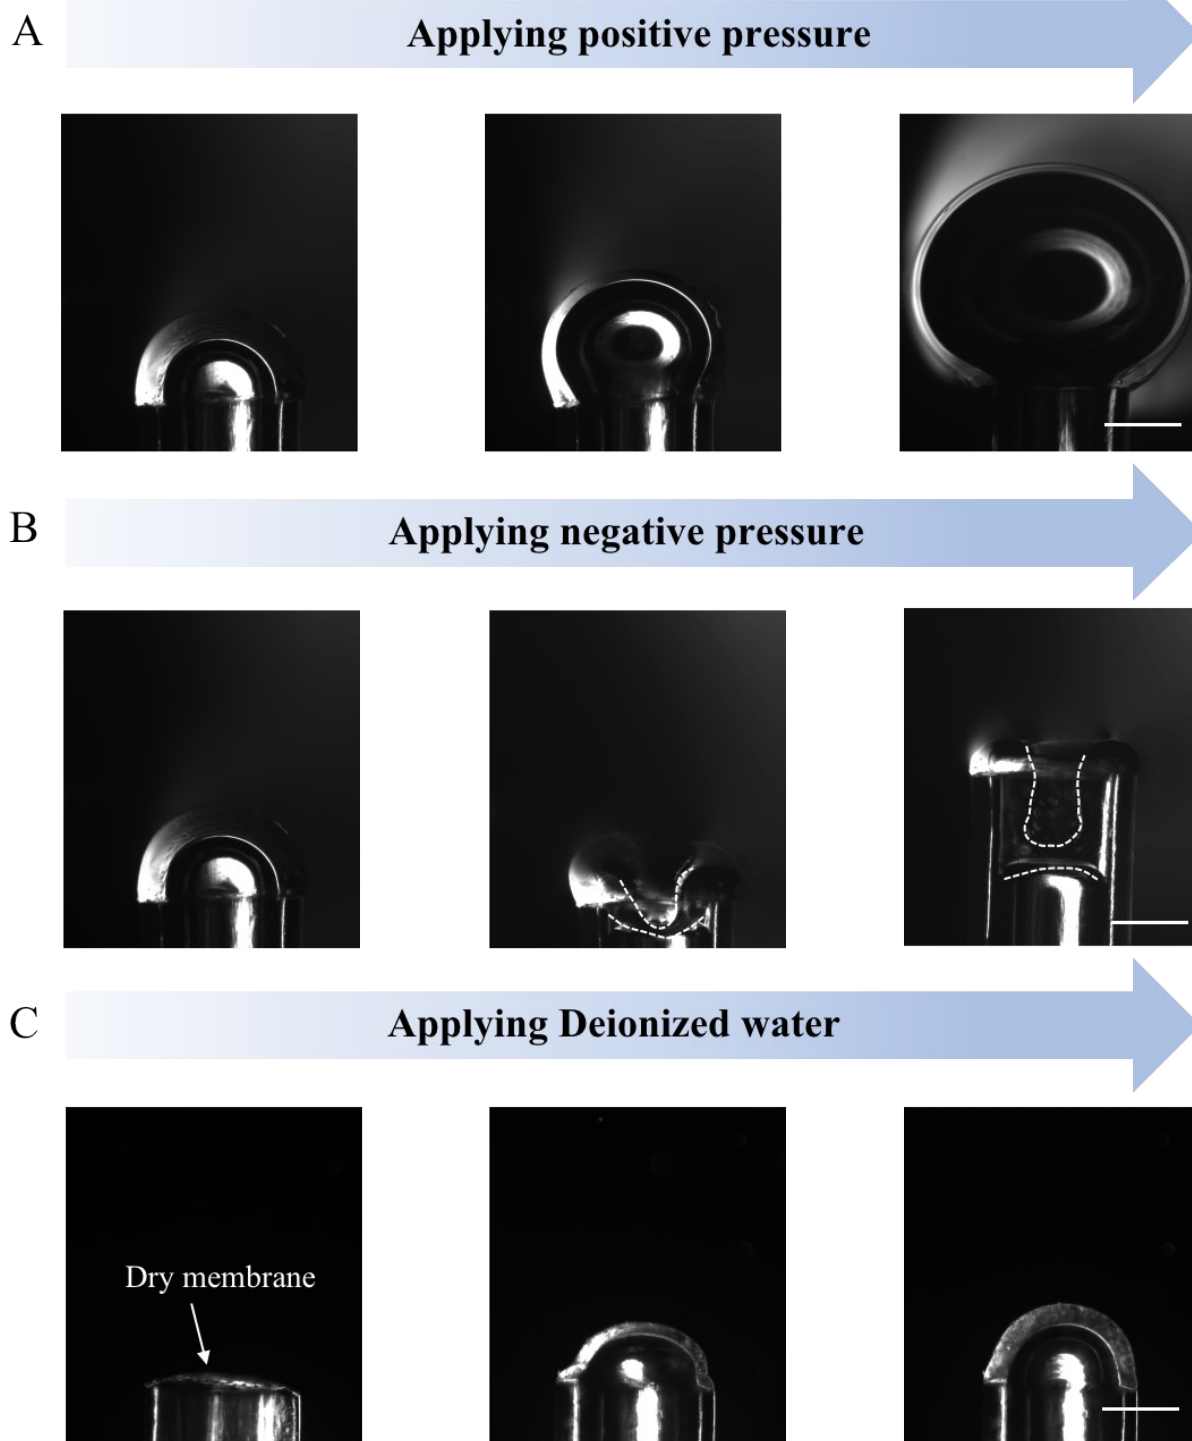 A
Applying positive pressure
B
Applying negative pressure
C
Applying Deionized water
Dry membrane